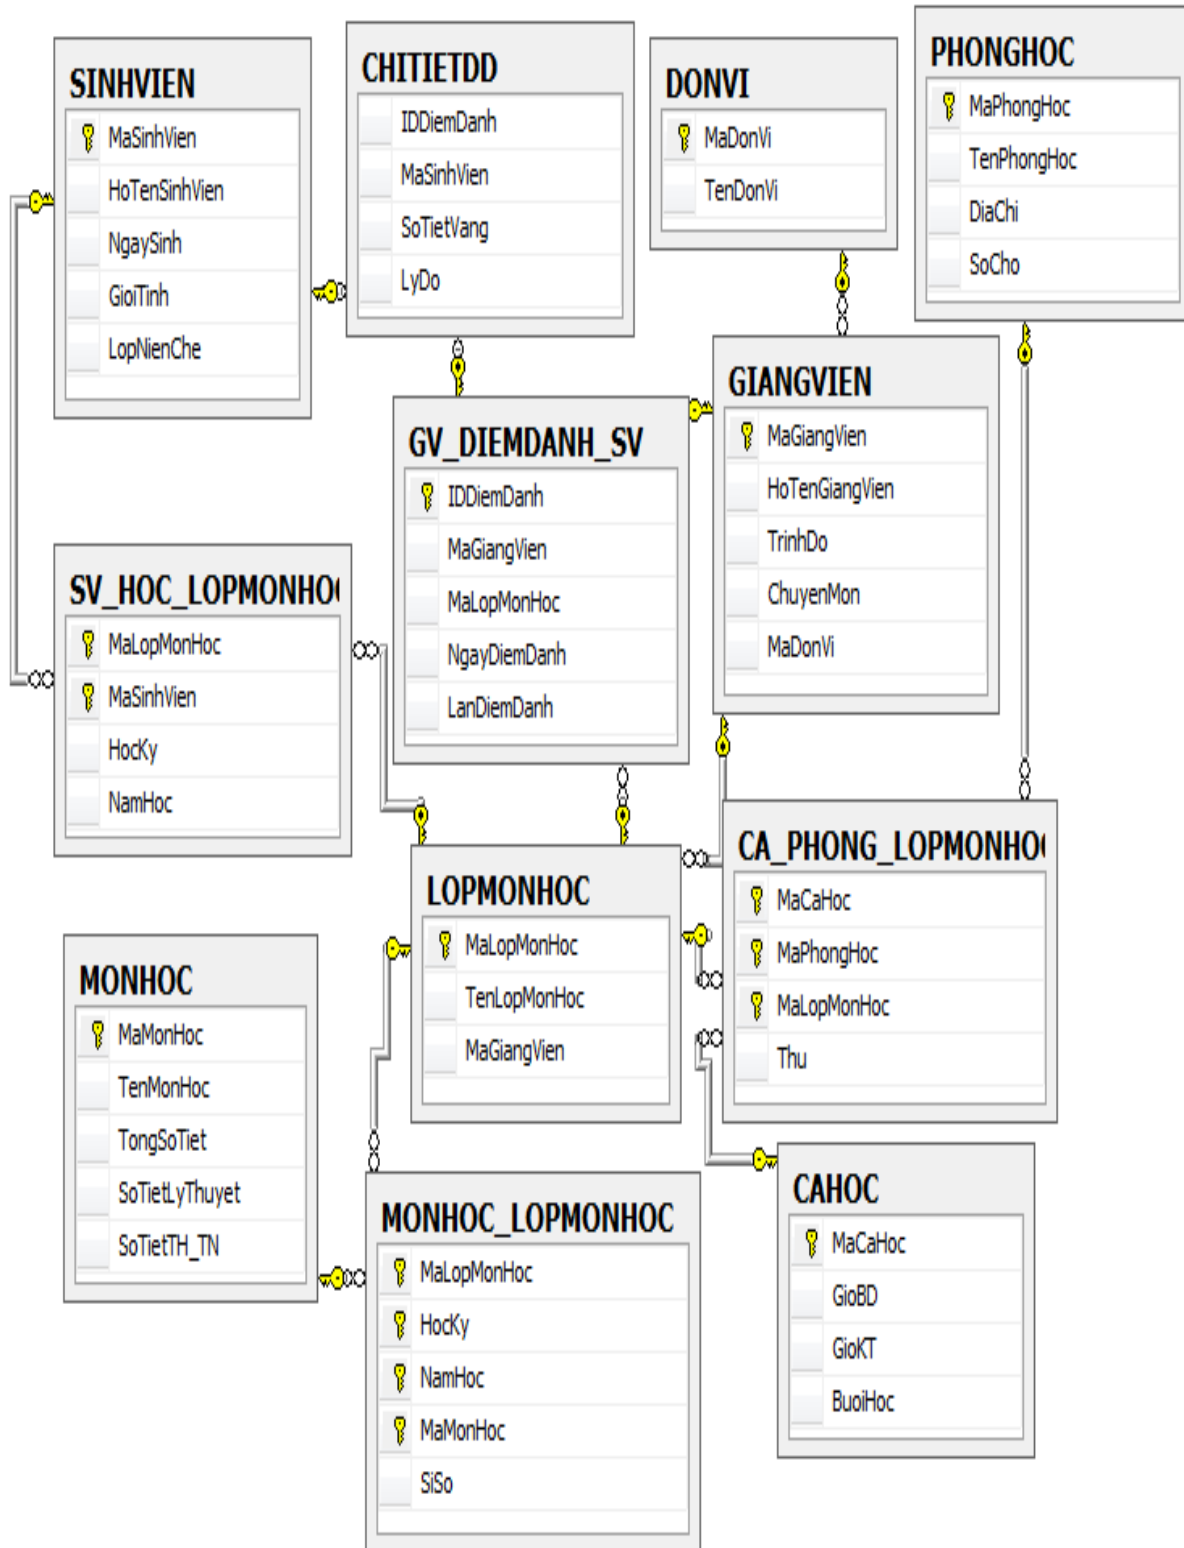 SINHVIEN
MaSinhVien
HoTenSinhVien
NgaySinh
GioiTinh
LopNienChe
CHITIETDD
IDDiemDanh
MaSinhVien
SoTietVang
LyDo
DONVI
MaDonVi
TenDonVi
PHONGHOC
MaPhongHoc
TenPhongHoc
DiaChi
SoCho
GV_DIEMDANH_SV
IDDiemDanh
MaGiangVien
MaLopMonHoc
NgayDiemDanh
LanDiemDanh
GIANGVIEN
MaGiangVien
HoTenGiangVien
TrinhDo
ChuyenMon
MaDonVi
SV_HOC_LOPMONHO
MaLopMonHoc
MaSinhVien
HocKy
NamHoc
LOPMONHOC
MaLopMonHoc
TenLopMonHoc
MaGiangVien
CA_PHONG_LOPMONHO
MaCaHoc
MaPhongHoc
MaLopMonHoc
Thu
MONHOC
MaMonHoc
TenMonHoc
TongSoTiet
SoTietLyThuyet
SoTietTH_TN
MONHOC_LOPMONHOC
MaLopMonHoc
HocKy
NamHoc
MaMonHoc
SiSo
CAHOC
MaCaHoc
GioBD
GioKT
BuoiHoc